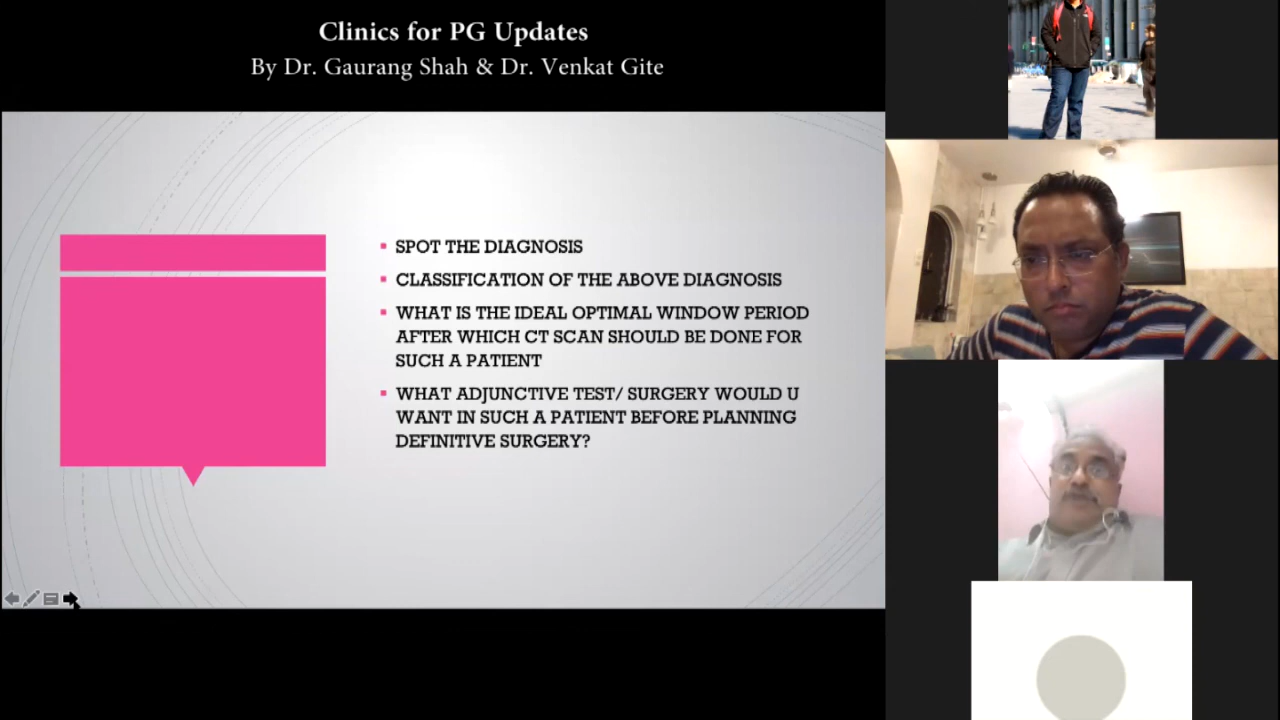 Clinics for PG Updates
By Dr. Gaurang Shah & Dr. Venkat Gite
SPOT THE DIAGNOSIS
CLASSIFICATION OF THE ABOVE DIAGNOSIS
WHAT IS THE IDEAL OPTIMAL WINDOW PERIOD
AFTER WHICH CT SCAN SHOULD BE DONE FOR
SUCH A PATIENT
WHAT ADJUNCTIVE TEST/ SURGERY WOULD U
WANT IN SUCH A PATIENT BEFORE PLANNING
DEFINITIVE SURGERY?